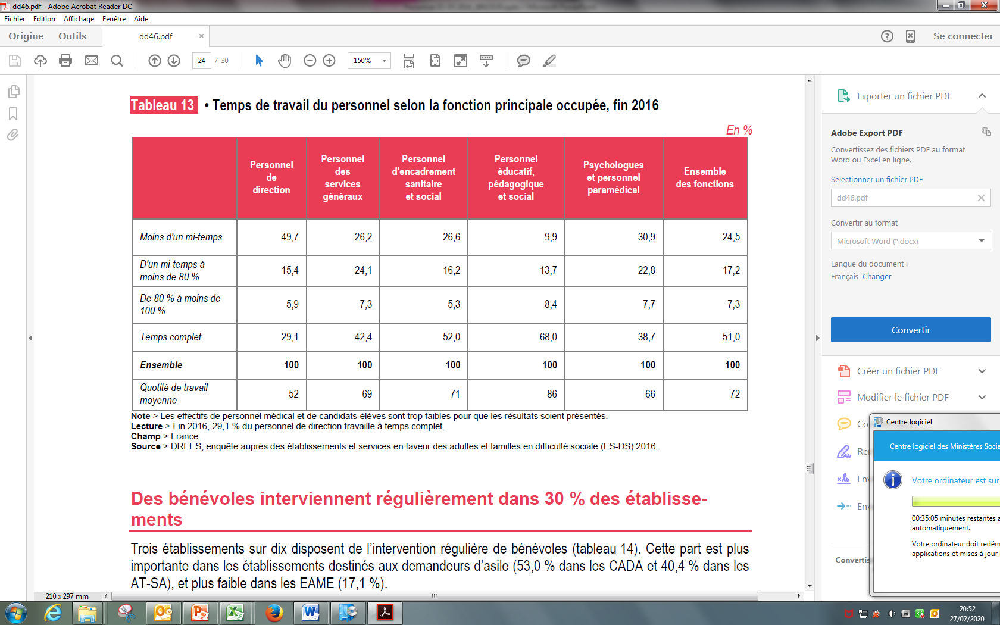 dd46.pdf - Adobe Acrobat Reader DC
Fichier Edition Affichage Fenêtre Aide
Origine Outils dd46.pdf × Se connecter
24 / 30 150%
Tableau 13 • Temps de travail du personnel selon la fonction principale occupée, fin 2016
En %
Personnel de direction
Personnel des services généraux
Personnel d'encadrement sanitaire et social
Personnel éducatif, pédagogique et social
Psychologues et personnel paramédical
Ensemble des fonctions
Moins d'un mi-temps 49,7 26,2 26,6 9,9 30,9 24,5
D'un mi-temps à moins de 80 % 15,4 24,1 16,2 13,7 22,8 17,2
De 80 % à moins de 100 % 5,9 7,3 5,3 8,4 7,7 7,3
Temps complet 29,1 42,4 52,0 68,0 38,7 51,0
Ensemble 100 100 100 100 100 100
Quotité de travail moyenne 52 69 71 86 66 72
Note > Les effectifs de personnel médical et de candidats-élèves sont trop faibles pour que les résultats soient présentés.
Lecture > Fin 2016, 29,1 % du personnel de direction travaille à temps complet.
Champ > France.
Source > DREES, enquête auprès des établissements et services en faveur des adultes et familles en difficulté sociale (ES-DS) 2016.
Des bénévoles interviennent régulièrement dans 30 % des établisse-
ments
Trois établissements sur dix disposent de l'intervention régulière de bénévoles (tableau 14). Cette part est plus
importante dans les établissements destinés aux demandeurs d'asile (53,0 % dans les CADA et 40,4 % dans les
AT-SA), et plus faible dans les EAME (17,1 %).
210 x 297 mm
Exporter un fichier PDF
Adobe Export PDF
Convertissez des fichiers PDF au format
Word ou Excel en ligne.
Sélectionner un fichier PDF
dd46.pdf
Convertir au format
Microsoft Word (*.docx)
Langue du document :
Français Changer
Convertir
Créer un fichier PDF
Modifier le fichier PDF
Co
Re
Env
Env
Convertis
Centre logiciel
Centre logiciel des Ministères Socia
Votre ordinateur est sur
00:35:05 minutes restantes a
automatiquement.
Votre ordinateur doit redém
applications et mises à jour
20:52
27/02/2020